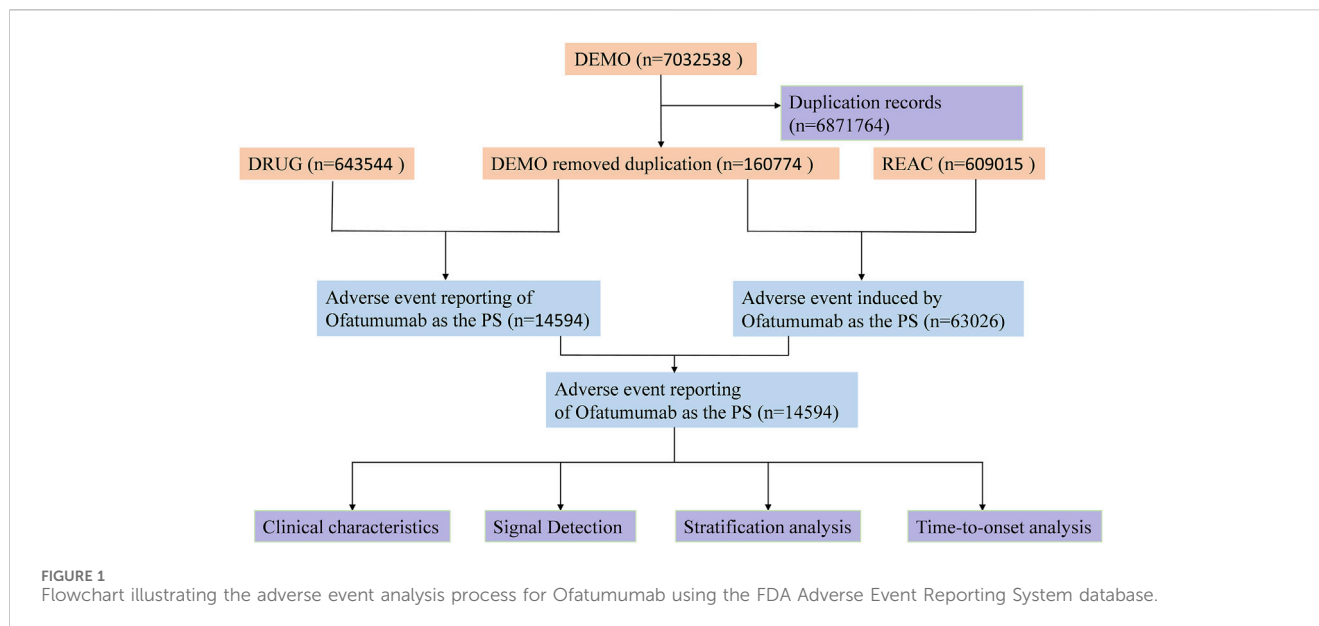 DEMO (n=7032538 )
Duplication records
(n=6871764)
DRUG (n=643544 )
DEMO removed duplication (n=160774 )
REAC (n=609015 )
Adverse event reporting of
Ofatumumab as the PS (n=14594)
Adverse event induced by
Ofatumumab as the PS (n=63026)
Adverse event reporting
of Ofatumumab as the PS (n=14594)
Clinical characteristics
Signal Detection
Stratification analysis
Time-to-onset analysis
FIGURE 1
Flowchart illustrating the adverse event analysis process for Ofatumumab using the FDA Adverse Event Reporting System database.